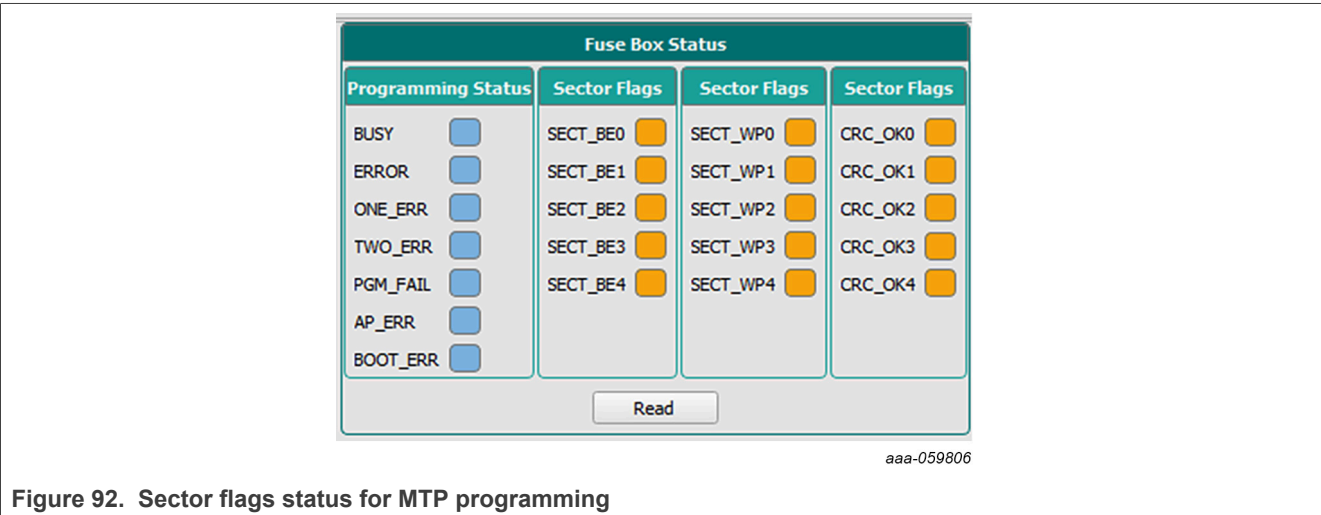 Fuse Box Status
Programming Status Sector Flags Sector Flags Sector Flags
BUSY SECT_BE0 SECT_WP0 CRC_OK0
ERROR SECT_BE1 SECT_WP1 CRC_OK1
ONE_ERR SECT_BE2 SECT_WP2 CRC_OK2
TWO_ERR SECT_BE3 SECT_WP3 CRC_OK3
PGM_FAIL SECT_BE4 SECT_WP4 CRC_OK4
AP_ERR
BOOT_ERR
Read
aaa-059806
Figure 92. Sector flags status for MTP programming